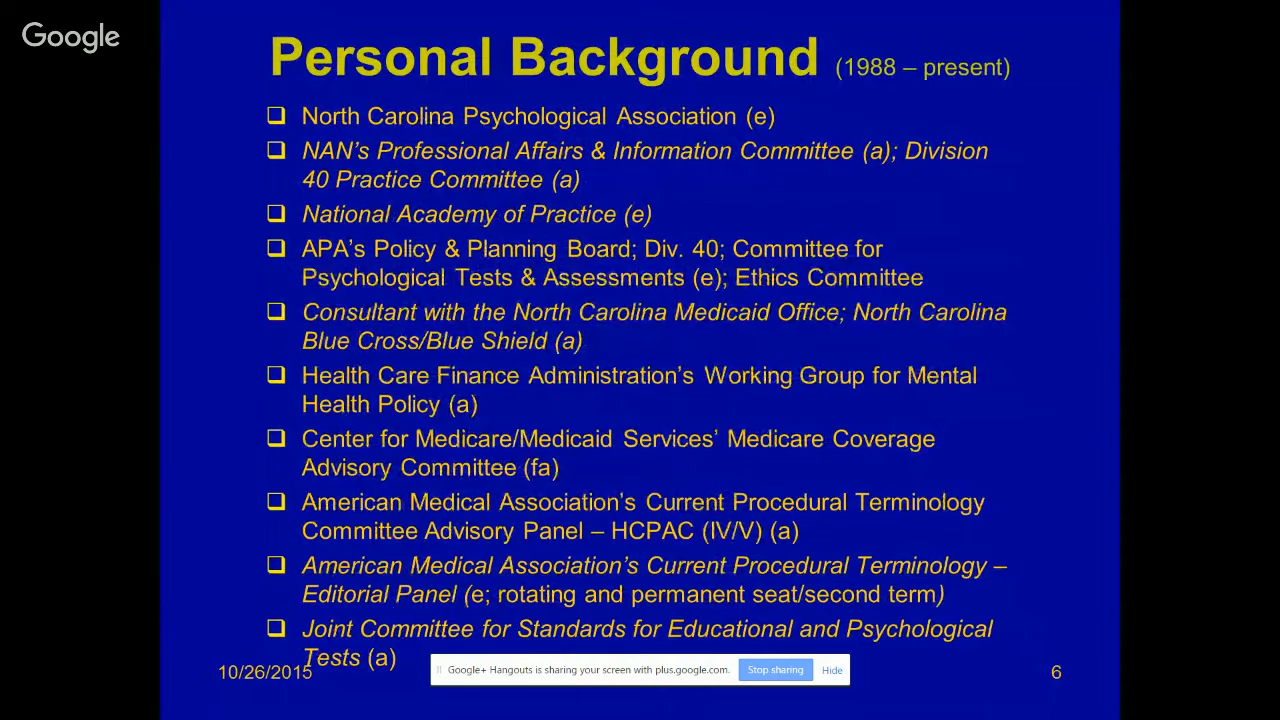 Google
Personal Background (1988 – present)
❑ North Carolina Psychological Association (e)
❑ NAN's Professional Affairs & Information Committee (a); Division
40 Practice Committee (a)
❑ National Academy of Practice (e)
❑ APA's Policy & Planning Board; Div. 40; Committee for
Psychological Tests & Assessments (e); Ethics Committee
❑ Consultant with the North Carolina Medicaid Office; North Carolina
Blue Cross/Blue Shield (a)
❑ Health Care Finance Administration's Working Group for Mental
Health Policy (a)
❑ Center for Medicare/Medicaid Services' Medicare Coverage
Advisory Committee (fa)
❑ American Medical Association's Current Procedural Terminology
Committee Advisory Panel – HCPAC (IV/V) (a)
❑ American Medical Association's Current Procedural Terminology –
Editorial Panel (e; rotating and permanent seat/second term)
❑ Joint Committee for Standards for Educational and Psychological
Tests (a)
10/26/2015
Google+ Hangouts is sharing your screen with plus.google.com. Stop sharing Hide
6